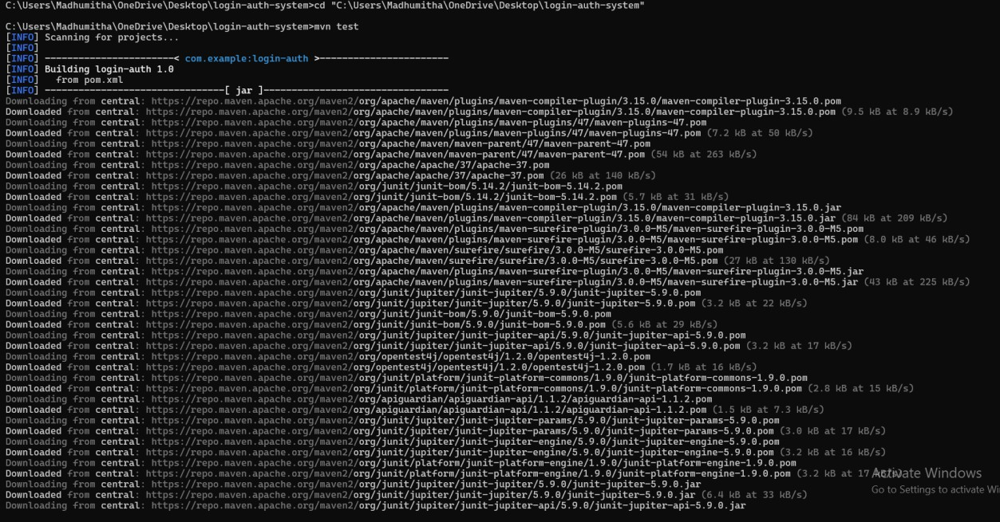 C:\Users\Madhumitha\OneDrive\Desktop\login-auth-system>cd "C:\Users\Madhumitha\OneDrive\Desktop\login-auth-system"
C:\Users\Madhumitha\OneDrive\Desktop\login-auth-system>mvn test
[INFO] Scanning for projects...
[INFO]
[INFO] -----------------------< com.example:login-auth >-----------------------
[INFO] Building login-auth 1.0
[INFO]   from pom.xml
[INFO] --------------------------------[ jar ]---------------------------------
Downloading from central: https://repo.maven.apache.org/maven2/org/apache/maven/plugins/maven-compiler-plugin/3.15.0/maven-compiler-plugin-3.15.0.pom
Downloaded from central: https://repo.maven.apache.org/maven2/org/apache/maven/plugins/maven-compiler-plugin/3.15.0/maven-compiler-plugin-3.15.0.pom (9.5 kB at 8.9 kB/s)
Downloading from central: https://repo.maven.apache.org/maven2/org/apache/maven/plugins/maven-plugins/47/maven-plugins-47.pom
Downloaded from central: https://repo.maven.apache.org/maven2/org/apache/maven/plugins/maven-plugins/47/maven-plugins-47.pom (7.2 kB at 50 kB/s)
Downloading from central: https://repo.maven.apache.org/maven2/org/apache/maven/maven-parent/47/maven-parent-47.pom
Downloaded from central: https://repo.maven.apache.org/maven2/org/apache/maven/maven-parent/47/maven-parent-47.pom (54 kB at 263 kB/s)
Downloading from central: https://repo.maven.apache.org/maven2/org/apache/apache/37/apache-37.pom
Downloaded from central: https://repo.maven.apache.org/maven2/org/apache/apache/37/apache-37.pom (26 kB at 140 kB/s)
Downloading from central: https://repo.maven.apache.org/maven2/org/junit/junit-bom/5.14.2/junit-bom-5.14.2.pom
Downloaded from central: https://repo.maven.apache.org/maven2/org/junit/junit-bom/5.14.2/junit-bom-5.14.2.pom (5.7 kB at 31 kB/s)
Downloading from central: https://repo.maven.apache.org/maven2/org/apache/maven/plugins/maven-compiler-plugin/3.15.0/maven-compiler-plugin-3.15.0.jar
Downloaded from central: https://repo.maven.apache.org/maven2/org/apache/maven/plugins/maven-compiler-plugin/3.15.0/maven-compiler-plugin-3.15.0.jar (84 kB at 209 kB/s)
Downloading from central: https://repo.maven.apache.org/maven2/org/apache/maven/plugins/maven-surefire-plugin/3.0.0-M5/maven-surefire-plugin-3.0.0-M5.pom
Downloaded from central: https://repo.maven.apache.org/maven2/org/apache/maven/plugins/maven-surefire-plugin/3.0.0-M5/maven-surefire-plugin-3.0.0-M5.pom (8.0 kB at 46 kB/s)
Downloading from central: https://repo.maven.apache.org/maven2/org/apache/maven/surefire/surefire/3.0.0-M5/surefire-3.0.0-M5.pom
Downloaded from central: https://repo.maven.apache.org/maven2/org/apache/maven/surefire/surefire/3.0.0-M5/surefire-3.0.0-M5.pom (27 kB at 130 kB/s)
Downloading from central: https://repo.maven.apache.org/maven2/org/apache/maven/plugins/maven-surefire-plugin/3.0.0-M5/maven-surefire-plugin-3.0.0-M5.jar
Downloaded from central: https://repo.maven.apache.org/maven2/org/apache/maven/plugins/maven-surefire-plugin/3.0.0-M5/maven-surefire-plugin-3.0.0-M5.jar (43 kB at 225 kB/s)
Downloading from central: https://repo.maven.apache.org/maven2/org/junit/jupiter/junit-jupiter/5.9.0/junit-jupiter-5.9.0.pom
Downloaded from central: https://repo.maven.apache.org/maven2/org/junit/jupiter/junit-jupiter/5.9.0/junit-jupiter-5.9.0.pom (3.2 kB at 22 kB/s)
Downloading from central: https://repo.maven.apache.org/maven2/org/junit/junit-bom/5.9.0/junit-bom-5.9.0.pom
Downloaded from central: https://repo.maven.apache.org/maven2/org/junit/junit-bom/5.9.0/junit-bom-5.9.0.pom (5.6 kB at 29 kB/s)
Downloading from central: https://repo.maven.apache.org/maven2/org/junit/jupiter/junit-jupiter-api/5.9.0/junit-jupiter-api-5.9.0.pom
Downloaded from central: https://repo.maven.apache.org/maven2/org/junit/jupiter/junit-jupiter-api/5.9.0/junit-jupiter-api-5.9.0.pom (3.2 kB at 17 kB/s)
Downloading from central: https://repo.maven.apache.org/maven2/org/opentest4j/opentest4j/1.2.0/opentest4j-1.2.0.pom
Downloaded from central: https://repo.maven.apache.org/maven2/org/opentest4j/opentest4j/1.2.0/opentest4j-1.2.0.pom (1.7 kB at 16 kB/s)
Downloading from central: https://repo.maven.apache.org/maven2/org/junit/platform/junit-platform-commons/1.9.0/junit-platform-commons-1.9.0.pom
Downloaded from central: https://repo.maven.apache.org/maven2/org/junit/platform/junit-platform-commons/1.9.0/junit-platform-commons-1.9.0.pom (2.8 kB at 15 kB/s)
Downloading from central: https://repo.maven.apache.org/maven2/org/apiguardian/apiguardian-api/1.1.2/apiguardian-api-1.1.2.pom
Downloaded from central: https://repo.maven.apache.org/maven2/org/apiguardian/apiguardian-api/1.1.2/apiguardian-api-1.1.2.pom (1.5 kB at 7.3 kB/s)
Downloading from central: https://repo.maven.apache.org/maven2/org/junit/jupiter/junit-jupiter-params/5.9.0/junit-jupiter-params-5.9.0.pom
Downloaded from central: https://repo.maven.apache.org/maven2/org/junit/jupiter/junit-jupiter-params/5.9.0/junit-jupiter-params-5.9.0.pom (3.0 kB at 17 kB/s)
Downloading from central: https://repo.maven.apache.org/maven2/org/junit/jupiter/junit-jupiter-engine/5.9.0/junit-jupiter-engine-5.9.0.pom
Downloaded from central: https://repo.maven.apache.org/maven2/org/junit/jupiter/junit-jupiter-engine/5.9.0/junit-jupiter-engine-5.9.0.pom (3.2 kB at 16 kB/s)
Downloading from central: https://repo.maven.apache.org/maven2/org/junit/platform/junit-platform-engine/1.9.0/junit-platform-engine-1.9.0.pom
Downloaded from central: https://repo.maven.apache.org/maven2/org/junit/platform/junit-platform-engine/1.9.0/junit-platform-engine-1.9.0.pom (3.2 kB at 17
Activate Windows
Downloading from central: https://repo.maven.apache.org/maven2/org/junit/jupiter/junit-jupiter/5.9.0/junit-jupiter-5.9.0.jar
Go to Settings to activate
Downloaded from central: https://repo.maven.apache.org/maven2/org/junit/jupiter/junit-jupiter/5.9.0/junit-jupiter-5.9.0.jar (6.4 kB at 33 kB/s)
Downloading from central: https://repo.maven.apache.org/maven2/org/junit/jupiter/junit-jupiter-api/5.9.0/junit-jupiter-api-5.9.0.jar